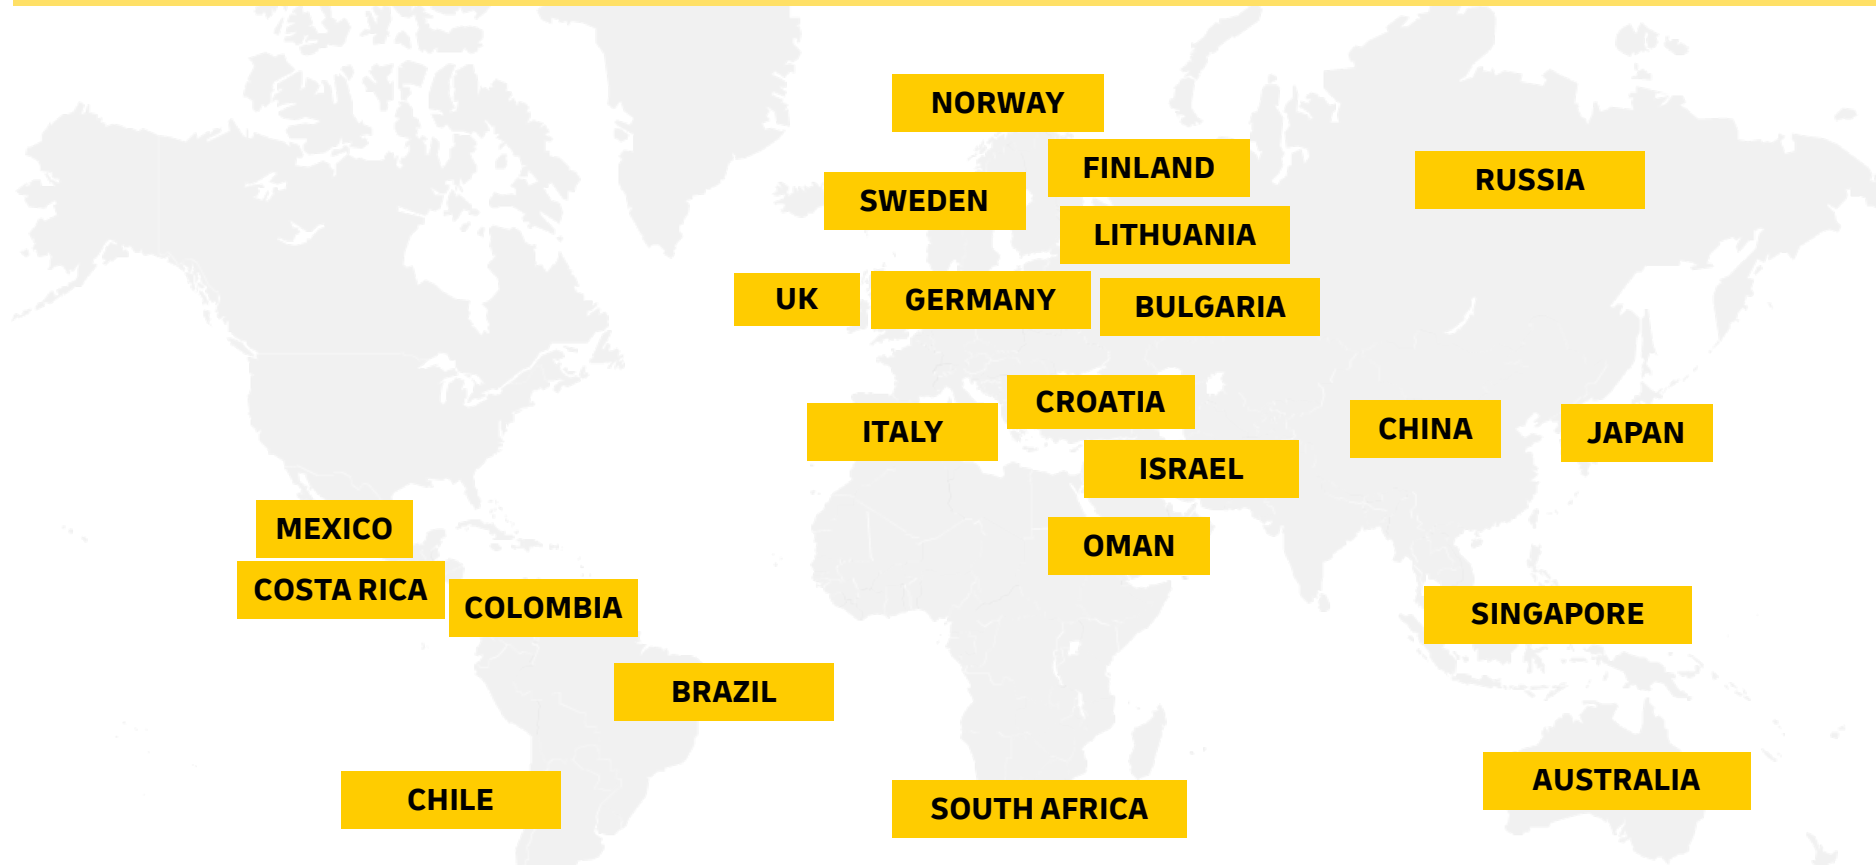 NORWAY
FINLAND
RUSSIA
SWEDEN
LITHUANIA
UK
GERMANY
BULGARIA
CROATIA
ITALY
CHINA
JAPAN
ISRAEL
MEXICO
OMAN
COSTA RICA
COLOMBIA
SINGAPORE
BRAZIL
AUSTRALIA
CHILE
SOUTH AFRICA